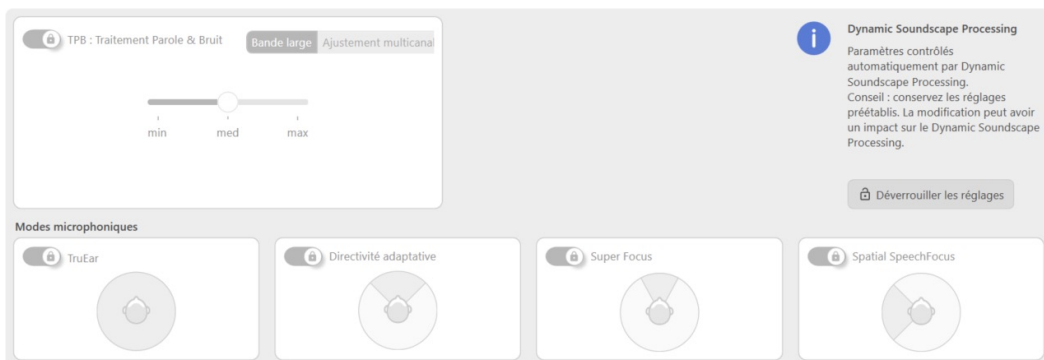 TPB : Traitement Parole & Bruit
Bande large
Ajustement multicanal
min
med
max
Dynamic Soundscape Processing
Paramètres contrôlés
automatiquement par Dynamic
Soundscape Processing.
Conseil : conservez les réglages
préétablis. La modification peut avoir
un impact sur le Dynamic Soundscape
Processing.
Déverrouiller les réglages
Modes microphoniques
TruEar
Directivité adaptative
Super Focus
Spatial SpeechFocus